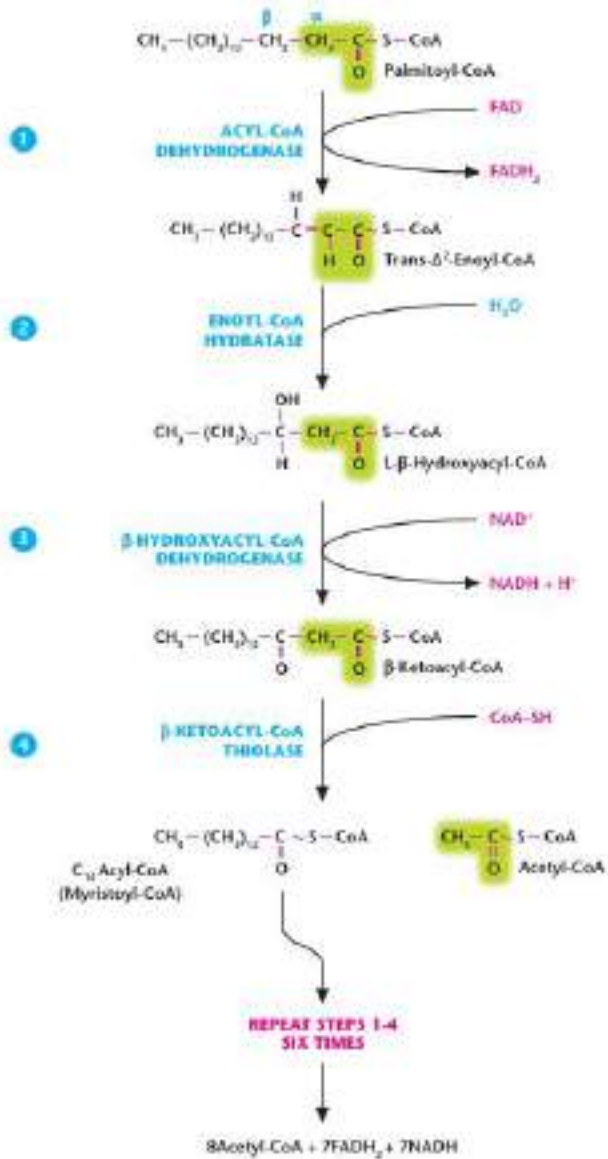 β α
CH₃–(CH₂)₁₂–CH₂–CH₂–C–S–CoA
O
Palmitoyl-CoA
1
ACYL-CoA
DEHYDROGENASE
FAD
FADH₂
H
CH₃–(CH₂)₁₂–C=C–C–S–CoA
H O
Trans-Δ²-Enoyl-CoA
2
ENOYL-CoA
HYDRATASE
H₂O
OH
CH₃–(CH₂)₁₂–C–CH₂–C–S–CoA
H O
L-β-Hydroxyacyl-CoA
3
β-HYDROXYACYL-CoA
DEHYDROGENASE
NAD⁺
NADH + H⁺
CH₃–(CH₂)₁₂–C–CH₂–C–S–CoA
O O
β-Ketoacyl-CoA
4
β-KETOACYL-CoA
THIOLASE
CoA-SH
CH₃–(CH₂)₁₂–C~S–CoA
O
C₁₄ Acyl-CoA
(Myristoyl-CoA)
CH₃–C~S–CoA
O
Acetyl-CoA
REPEAT STEPS 1-4
SIX TIMES
8Acetyl-CoA + 7FADH₂ + 7NADH